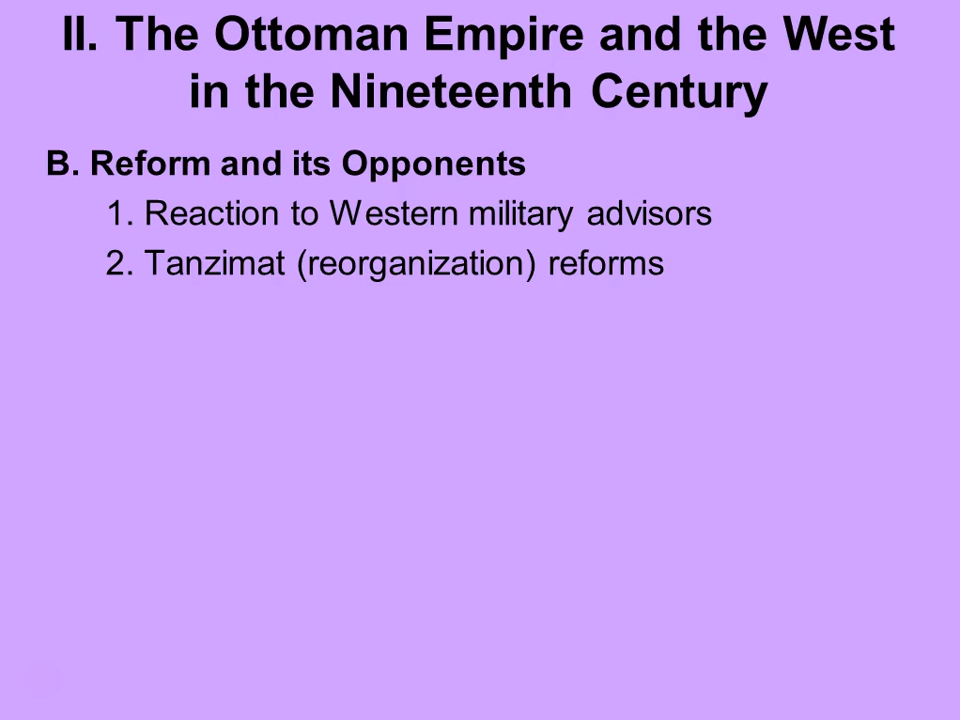 II. The Ottoman Empire and the West
in the Nineteenth Century
B. Reform and its Opponents
1. Reaction to Western military advisors
2. Tanzimat (reorganization) reforms